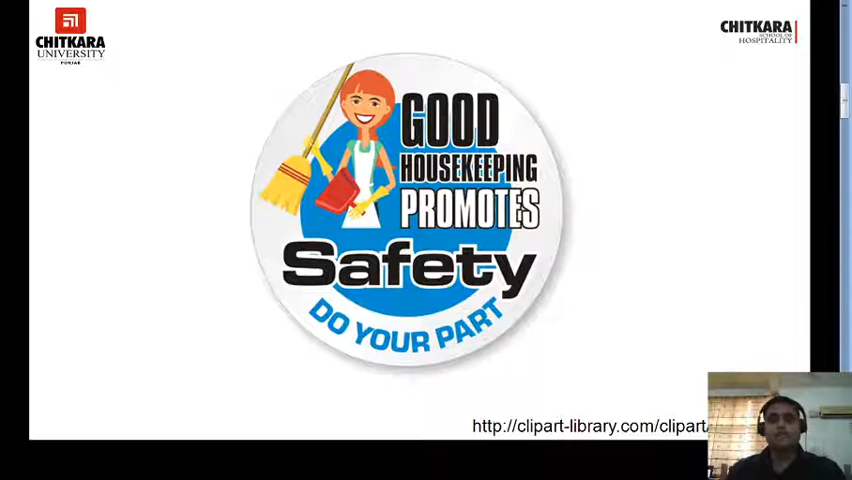 CHITKARA
UNIVERSITY
PUNJAB
CHITKARA
SCHOOL OF
HOSPITALITY
GOOD
HOUSEKEEPING
PROMOTES
Safety
DO YOUR PART
http://clipart-library.com/clipart/